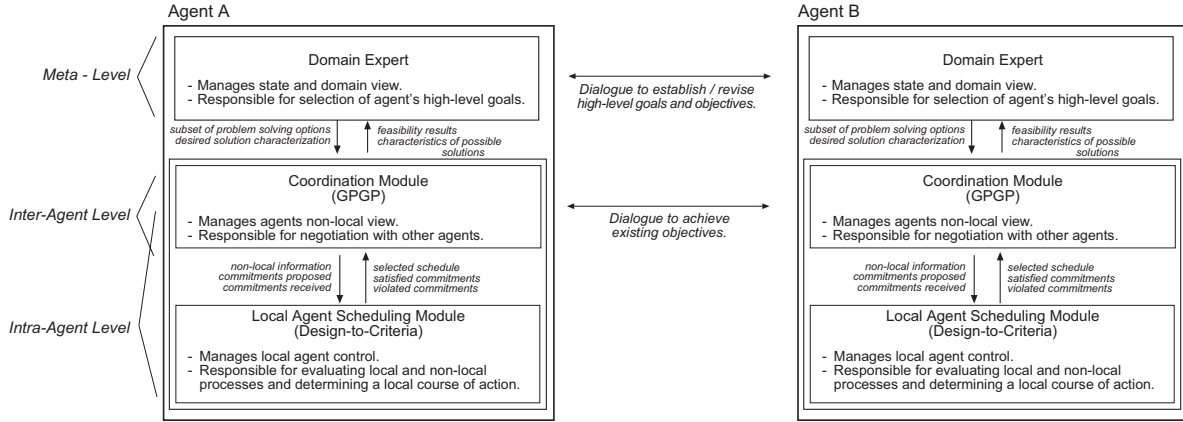 Agent A
Agent B
Meta - Level
Domain Expert
- Manages state and domain view.
- Responsible for selection of agent's high-level goals.
Dialogue to establish / revise
high-level goals and objectives.
Domain Expert
- Manages state and domain view.
- Responsible for selection of agent's high-level goals.
subset of problem solving options
desired solution characterization
feasibility results
characteristics of possible
solutions
subset of problem solving options
desired solution characterization
feasibility results
characteristics of possible
solutions
Inter-Agent Level
Coordination Module
(GPGP)
- Manages agents non-local view.
- Responsible for negotiation with other agents.
Dialogue to achieve
existing objectives.
Coordination Module
(GPGP)
- Manages agents non-local view.
- Responsible for negotiation with other agents.
non-local information
commitments proposed
commitments received
selected schedule
satisfied commitments
violated commitments
non-local information
commitments proposed
commitments received
selected schedule
satisfied commitments
violated commitments
Intra-Agent Level
Local Agent Scheduling Module
(Design-to-Criteria)
- Manages local agent control.
- Responsible for evaluating local and non-local
processes and determining a local course of action.
Local Agent Scheduling Module
(Design-to-Criteria)
- Manages local agent control.
- Responsible for evaluating local and non-local
processes and determining a local course of action.